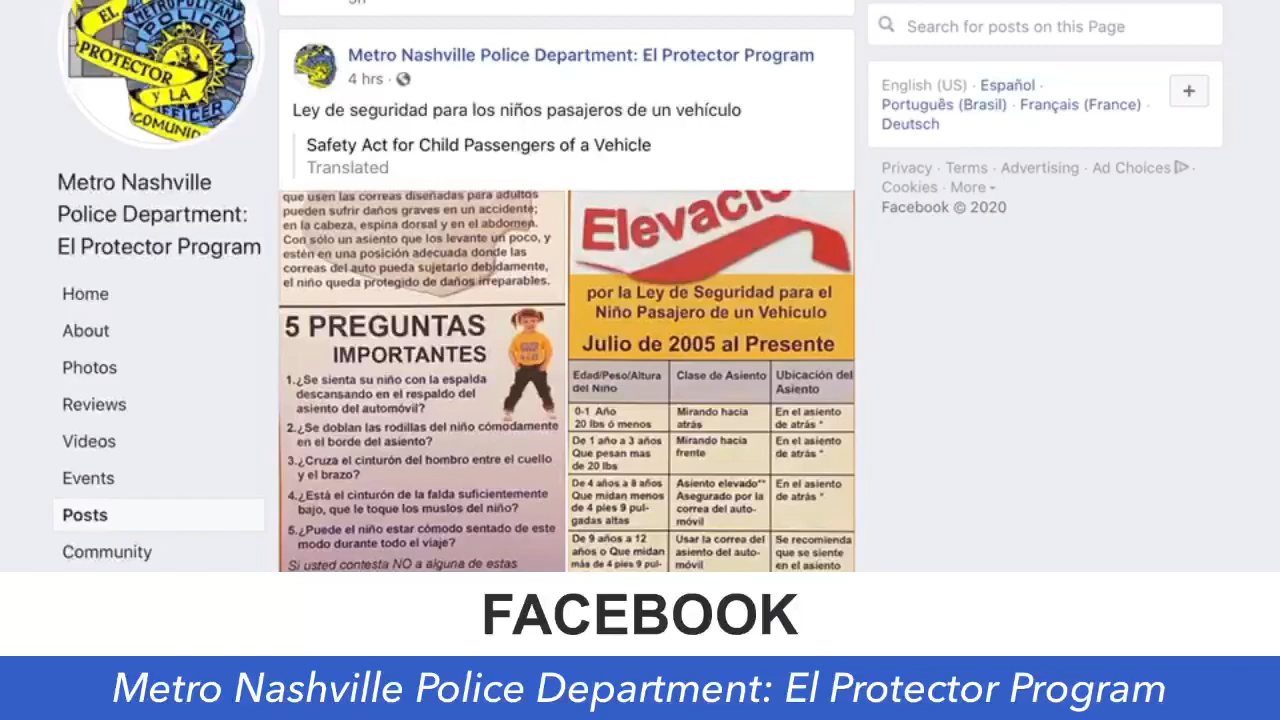 EL PROTECTOR
METROPOLITAN
POLICE
Y LA
OFFICER
COMUNID
Metro Nashville
Police Department:
El Protector Program
Home
About
Photos
Reviews
Videos
Events
Posts
Community
Metro Nashville Police Department: El Protector Program
4 hrs ·
Ley de seguridad para los niños pasajeros de un vehículo
Safety Act for Child Passengers of a Vehicle
Translated
que usen las correas diseñadas para adultos
pueden sufrir daños graves en un accidente;
en la cabeza, espina dorsal y en el abdomen.
Con sólo un asiento que los levante un poco, y
estén en una posición adecuada donde las
correas del auto pueda sujetarlo debidamente,
el niño queda protegido de daños irreparables.
5 PREGUNTAS
IMPORTANTES
1.¿Se sienta su niño con la espalda
descansando en el respaldo del
asiento del automóvil?
2.¿Se doblan las rodillas del niño cómodamente
en el borde del asiento?
3.¿Cruza el cinturón del hombro entre el cuello
y el brazo?
4.¿Está el cinturón de la falda suficientemente
bajo, que le toque los muslos del niño?
5.¿Puede el niño estar cómodo sentado de este
modo durante todo el viaje?
Si usted contesta NO a alguna de estas
Elevació
por la Ley de Seguridad para el
Niño Pasajero de un Vehículo
Julio de 2005 al Presente
Edad/Peso/Altura
del Niño
Clase de Asiento
Ubicación del
Asiento
0-1 Año
20 lbs ó menos
Mirando hacia
atrás
En el asiento
de atrás *
De 1 año a 3 años
Que pesan mas
de 20 lbs
Mirando hacia
frente
En el asiento
de atrás *
De 4 años a 8 años
Que midan menos
de 4 pies 9 pul-
gadas altas
Asiento elevado**
Asegurado por la
correa del auto-
móvil
En el asiento
de atrás *
De 9 años a 12
años o Que midan
más de 4 pies 9 pul-
Usar la correa del
asiento del auto-
móvil
Se recomienda
que se siente
en el asiento
Search for posts on this Page
English (US) · Español ·
Português (Brasil) · Français (France) ·
Deutsch
+
Privacy · Terms · Advertising · Ad Choices ·
Cookies · More
Facebook © 2020
FACEBOOK
Metro Nashville Police Department: El Protector Program